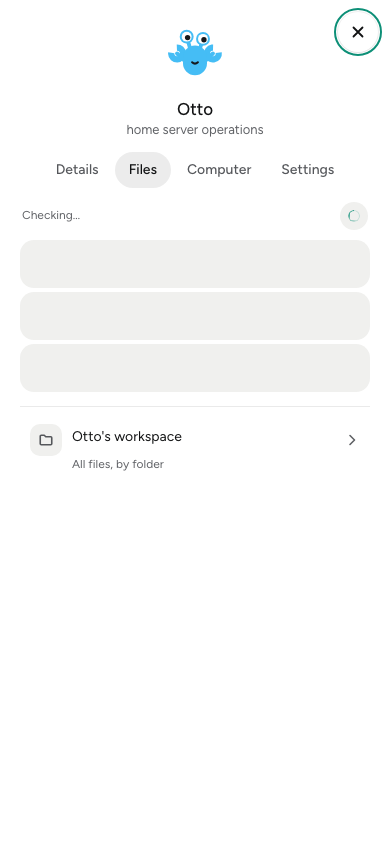 Otto
home server operations
Details Files Computer Settings
Checking...
Otto's workspace
All files, by folder